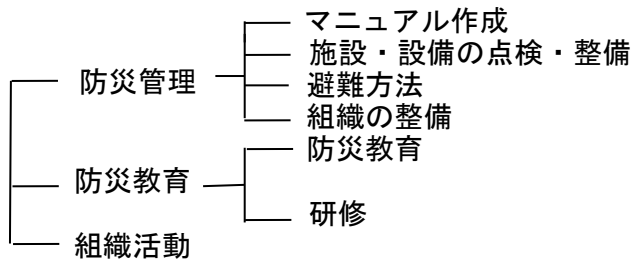 マニュアル作成
施設・設備の点検・整備
防災管理
避難方法
組織の整備
防災教育
防災教育
研修
組織活動